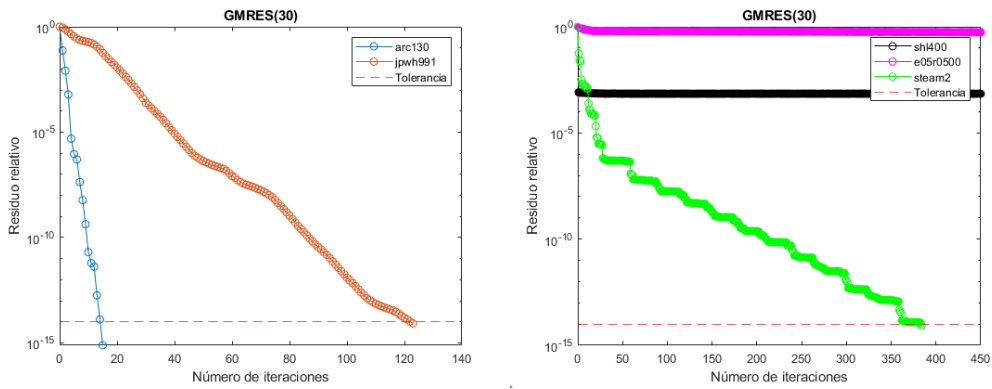 GMRES(30)
10^0
10^-5
10^-10
10^-15
Residuo relativo
0 20 40 60 80 100 120 140
Número de iteraciones
arc130
jpwh991
Tolerancia
GMRES(30)
10^0
10^-5
10^-10
10^-15
Residuo relativo
0 50 100 150 200 250 300 350 400 450
Número de iteraciones
shl400
e05r0500
steam2
Tolerancia